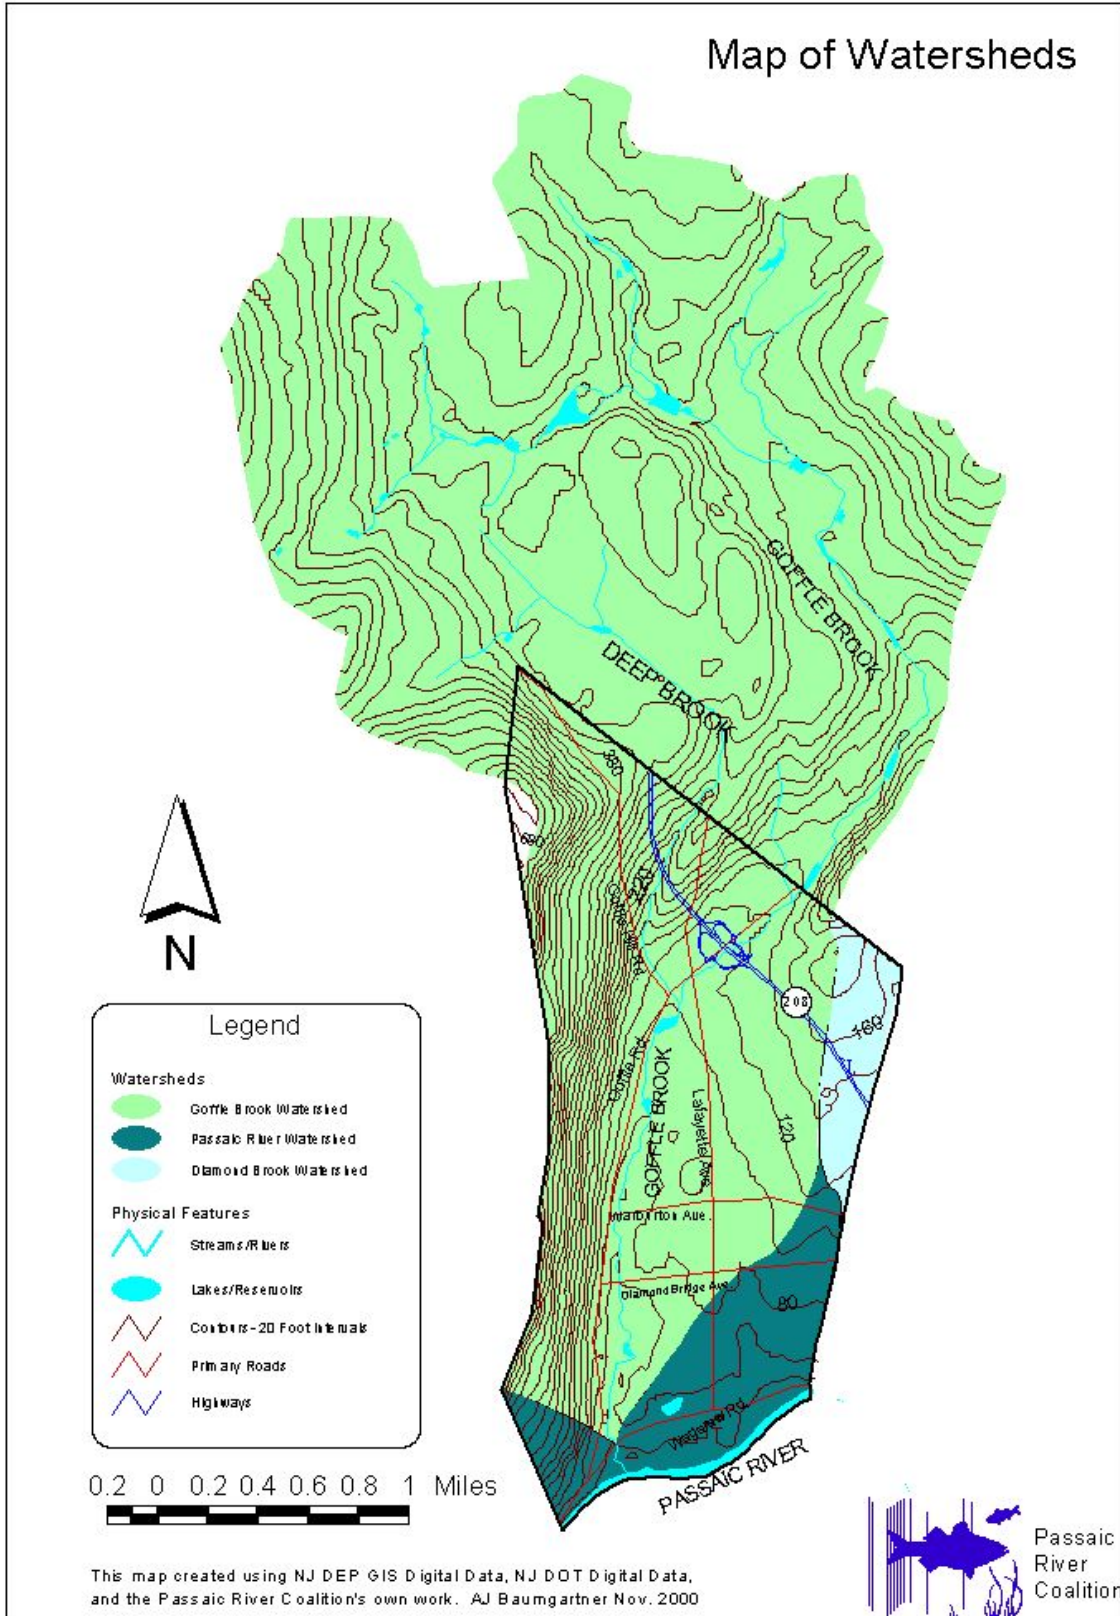 Map of Watersheds
GOFFLE BROOK
DEEP BROOK
380
680
220
Goffle Hill Rd.
208
160
Goffle Rd.
GOFFLE BROOK
Lafayette Ave.
120
Warburton Ave.
Diamond Bridge Ave.
80
Wagaraw Rd.
PASSAIC RIVER
N
Legend
Watersheds
Goffle Brook Watershed
Passaic River Watershed
Diamond Brook Watershed
Physical Features
Streams/Rivers
Lakes/Reservoirs
Contours - 20 Foot Intervals
Primary Roads
Highways
0.2 0 0.2 0.4 0.6 0.8 1 Miles
This map created using NJ DEP GIS Digital Data, NJ DOT Digital Data,
and the Passaic River Coalition's own work. AJ Baumgartner Nov. 2000
Passaic
River
Coalition